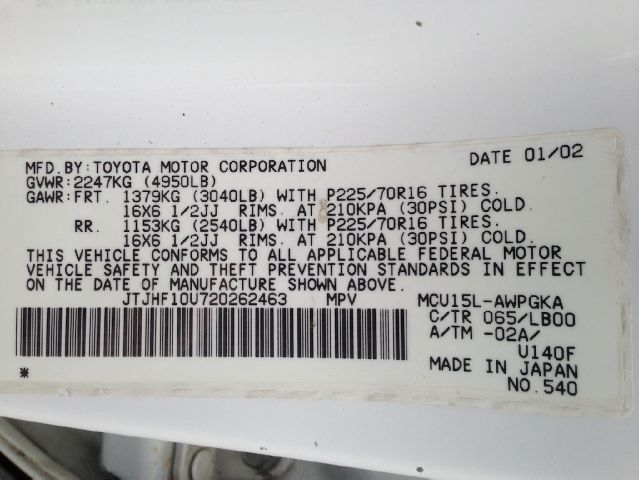 MFD.BY:TOYOTA MOTOR CORPORATION DATE 01/02
GVWR:2247KG (4950LB)
GAWR:FRT. 1379KG (3040LB) WITH P225/70R16 TIRES.
16X6 1/2JJ RIMS. AT 210KPA (30PSI) COLD.
RR. 1153KG (2540LB) WITH P225/70R16 TIRES.
16X6 1/2JJ RIMS. AT 210KPA (30PSI) COLD.
THIS VEHICLE CONFORMS TO ALL APPLICABLE FEDERAL MOTOR
VEHICLE SAFETY AND THEFT PREVENTION STANDARDS IN EFFECT
ON THE DATE OF MANUFACTURE SHOWN ABOVE.
JTJHF10U720262463 MPV MCU15L-AWPGKA
C/TR 065/LB00
A/TM -02A/
U140F
MADE IN JAPAN
* NO.540